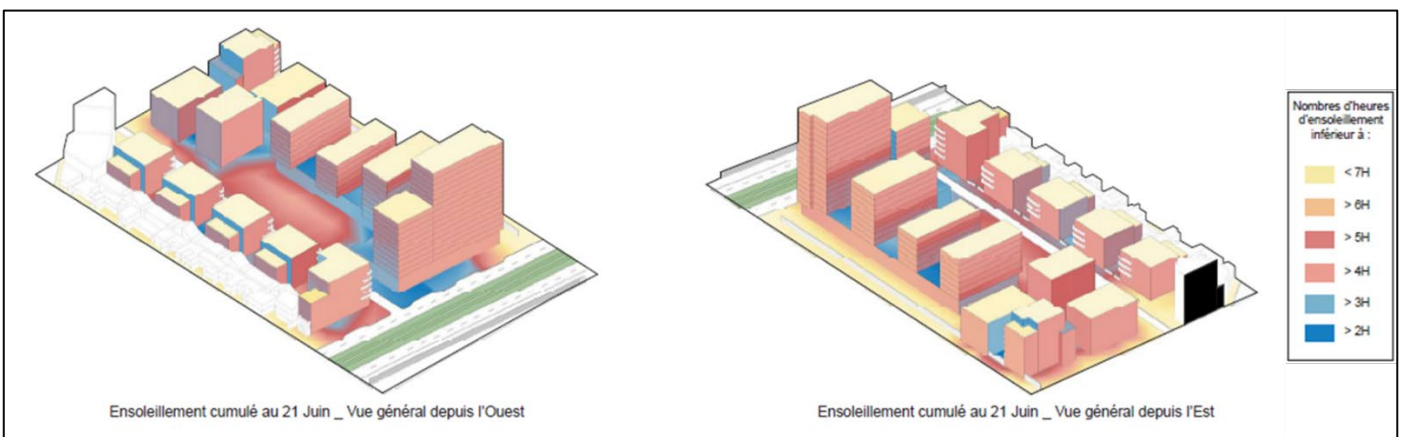 Nombres d'heures
d'ensoleillement
inférieur à :
< 7H
> 6H
> 5H
> 4H
> 3H
> 2H
Ensoleillement cumulé au 21 Juin _ Vue général depuis l'Ouest
Ensoleillement cumulé au 21 Juin _ Vue général depuis l'Est